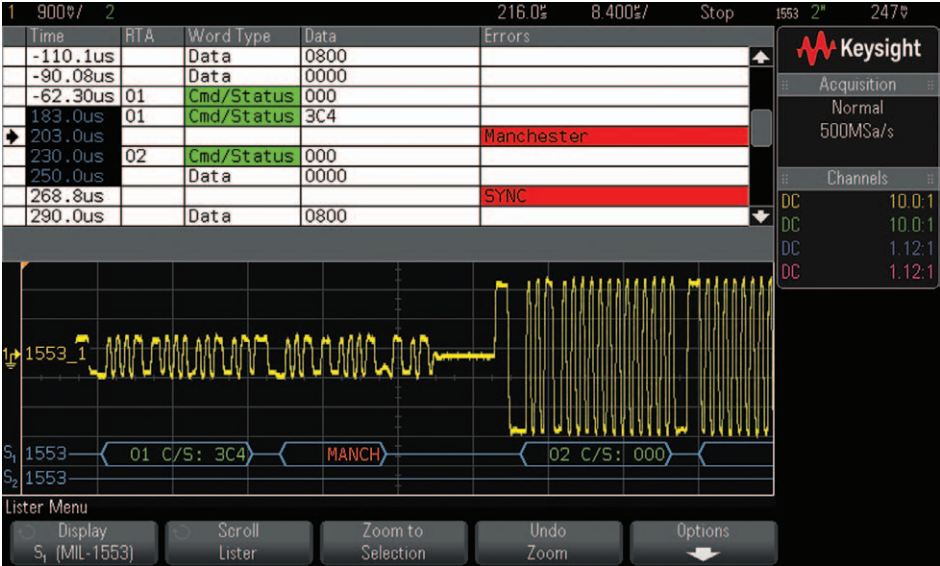 1 900▽/ 2 216.0s 8.400s/ Stop 1553 2" 247▽
Time RTA Word Type Data Errors
-110.1us Data 0800
-90.08us Data 0000
-62.30us 01 Cmd/Status 000
183.0us 01 Cmd/Status 3C4
203.0us Manchester
230.0us 02 Cmd/Status 000
250.0us Data 0000
268.8us SYNC
290.0us Data 0800
Keysight
Acquisition
Normal
500MSa/s
Channels
DC 10.0:1
DC 10.0:1
DC 1.12:1
DC 1.12:1
1 1553_1
S1 1553 01 C/S: 3C4 MANCH 02 C/S: 000
S2 1553
Lister Menu
Display
S1 (MIL-1553)
Scroll
Lister
Zoom to
Selection
Undo
Zoom
Options